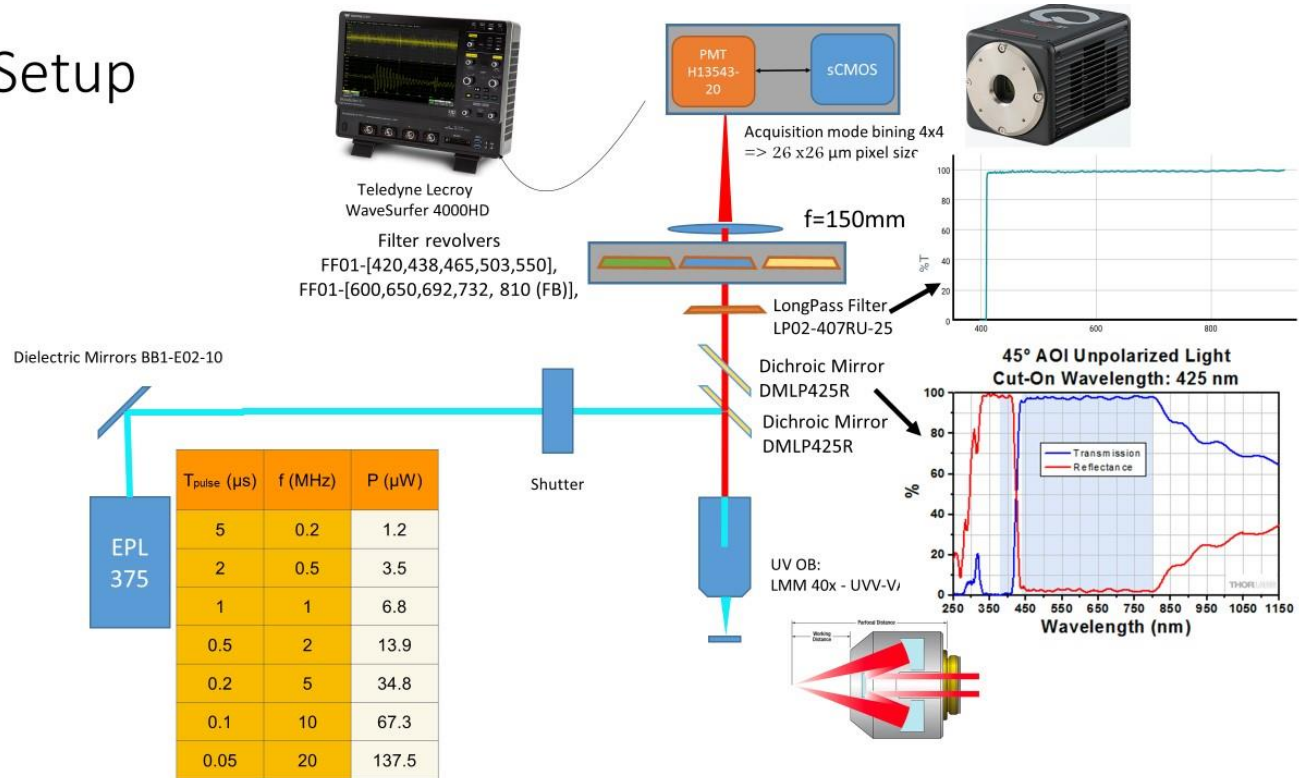 Setup
PMT
H13543-
20
sCMOS
Acquisition mode bining 4x4
=> 26 x26 µm pixel size
Teledyne Lecroy
WaveSurfer 4000HD
f=150mm
Filter revolvers
FF01-[420,438,465,503,550],
FF01-[600,650,692,732, 810 (FB)],
100
80
60
40
20
0
%T
400
600
800
LongPass Filter
LP02-407RU-25
Dielectric Mirrors BB1-E02-10
Dichroic Mirror
DMLP425R
Dichroic Mirror
DMLP425R
45° AOI Unpolarized Light
Cut-On Wavelength: 425 nm
100
80
60
40
20
0
%
Transmission
Reflectance
250 350 450 550 650 750 850 950 1050 1150
Wavelength (nm)
Shutter
EPL
375
Tpulse (µs) f (MHz) P (µW)
5 0.2 1.2
2 0.5 3.5
1 1 6.8
0.5 2 13.9
0.2 5 34.8
0.1 10 67.3
0.05 20 137.5
UV OB:
LMM 40x - UVV-VA
Parfocal Distance
Working
Distance